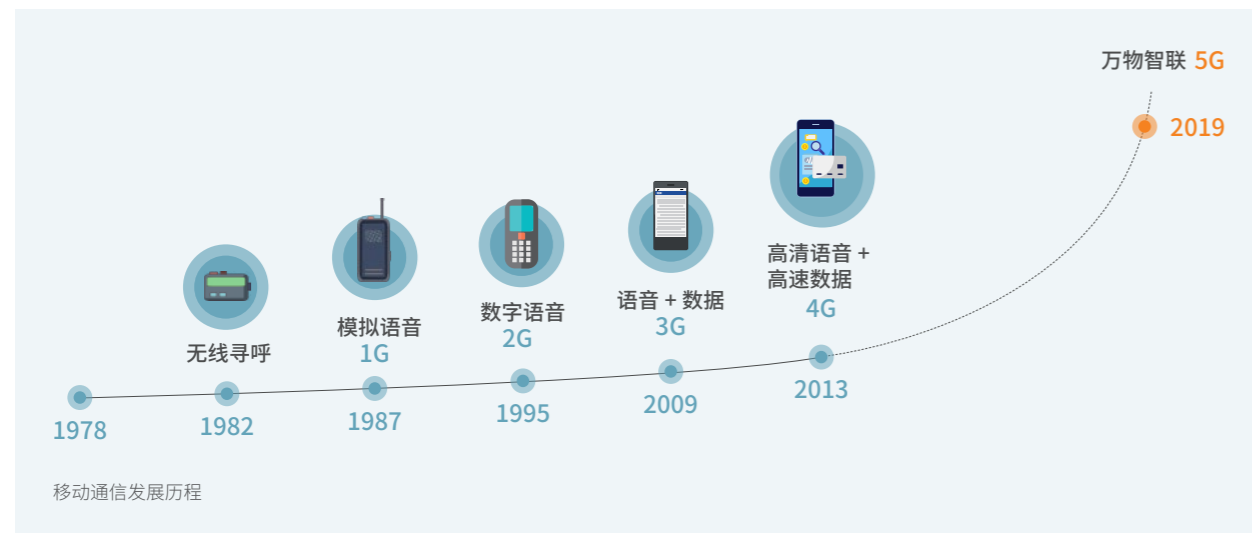 万物智联 5G
2019
高清语音 +
高速数据
4G
2013
语音 + 数据
3G
2009
数字语音
2G
1995
模拟语音
1G
1987
无线寻呼
1982
1978
移动通信发展历程